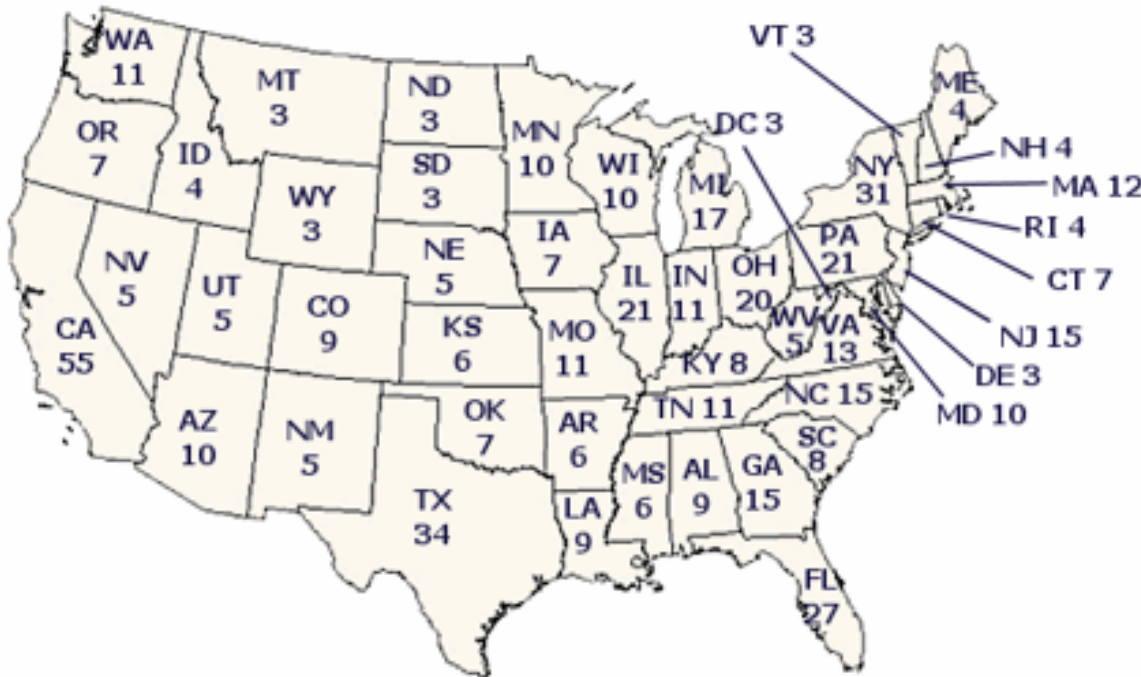 WA
11
MT
3
ND
3
MN
10
VT 3
ME
4
OR
7
ID
4
WY
3
SD
3
WI
10
MI
17
DC 3
NY
31
NH 4
MA 12
RI 4
CT 7
NJ 15
DE 3
MD 10
NV
5
UT
5
CO
9
NE
5
IA
7
IL
21
IN
11
OH
20
PA
21
CA
55
KS
6
MO
11
KY 8
WV
5
VA
13
AZ
10
NM
5
OK
7
AR
6
TN 11
NC 15
SC
8
TX
34
LA
9
MS
6
AL
9
GA
15
FL
27